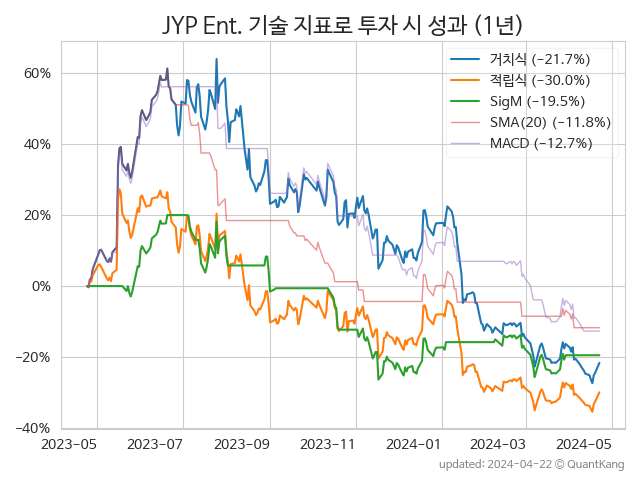 JYP Ent. 기술 지표로 투자 시 성과 (1년)
거치식 (−21.7%)
적립식 (−30.0%)
SigM (−19.5%)
SMA(20) (−11.8%)
MACD (−12.7%)
60%
40%
20%
0%
−20%
−40%
2023−05 2023−07 2023−09 2023−11 2024−01 2024−03 2024−05
updated: 2024−04−22 © QuantKang